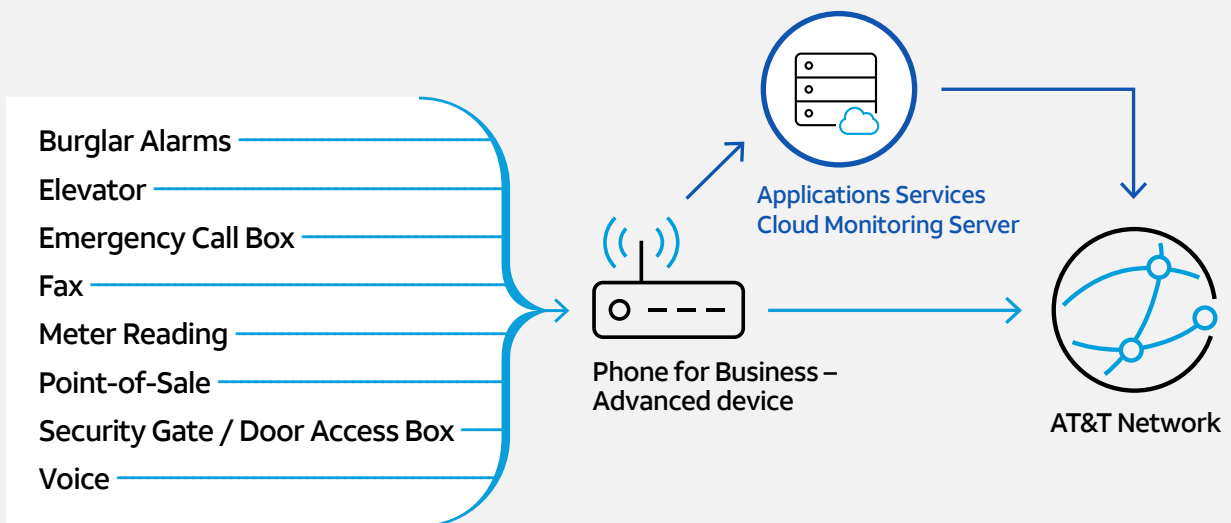 Burglar Alarms
Elevator
Emergency Call Box
Fax
Meter Reading
Point-of-Sale
Security Gate / Door Access Box
Voice
Phone for Business –
Advanced device
Applications Services
Cloud Monitoring Server
AT&T Network